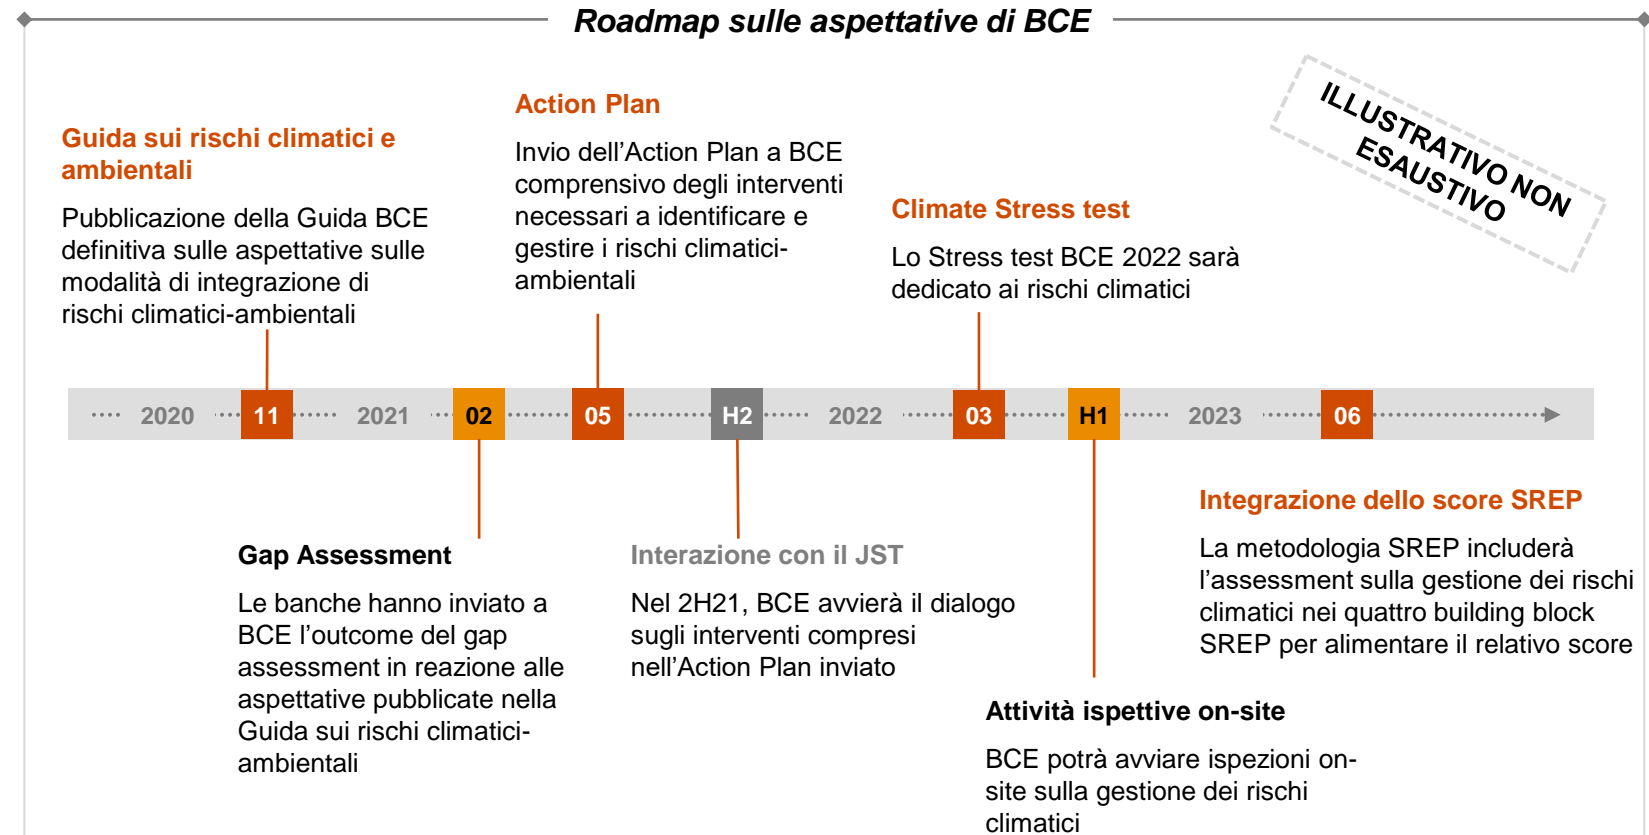 Roadmap sulle aspettative di BCE
ILLUSTRATIVO NON
ESAUSTIVO
Guida sui rischi climatici e
ambientali
Pubblicazione della Guida BCE
definitiva sulle aspettative sulle
modalità di integrazione di
rischi climatici-ambientali
Action Plan
Invio dell’Action Plan a BCE
comprensivo degli interventi
necessari a identificare e
gestire i rischi climatici-
ambientali
Climate Stress test
Lo Stress test BCE 2022 sarà
dedicato ai rischi climatici
2020 11 2021 02 05 H2 2022 03 H1 2023 06
Gap Assessment
Le banche hanno inviato a
BCE l’outcome del gap
assessment in reazione alle
aspettative pubblicate nella
Guida sui rischi climatici-
ambientali
Interazione con il JST
Nel 2H21, BCE avvierà il dialogo
sugli interventi compresi
nell’Action Plan inviato
Attività ispettive on-site
BCE potrà avviare ispezioni on-
site sulla gestione dei rischi
climatici
Integrazione dello score SREP
La metodologia SREP includerà
l’assessment sulla gestione dei rischi
climatici nei quattro building block
SREP per alimentare il relativo score